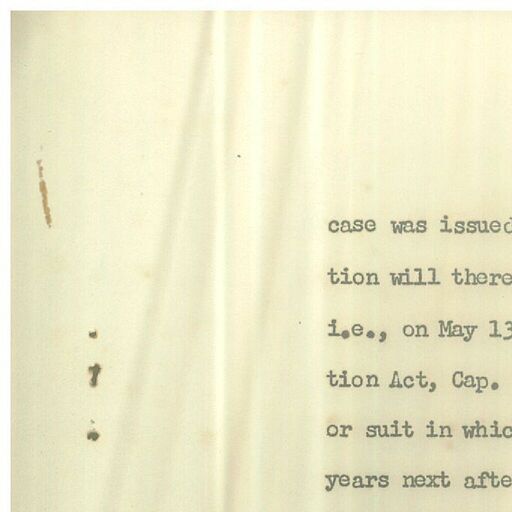 case was issued
tion will there
i.e., on May 13
tion Act, Cap.
or suit in whic
years next afte